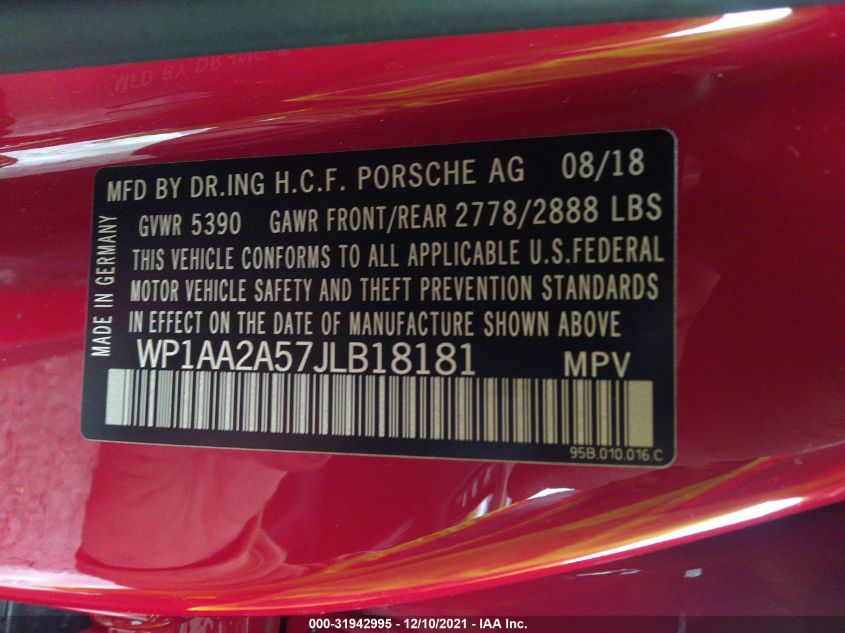 MFD BY DR.ING H.C.F. PORSCHE AG 08/18
GVWR 5390 GAWR FRONT/REAR 2778/2888 LBS
THIS VEHICLE CONFORMS TO ALL APPLICABLE U.S.FEDERAL
MOTOR VEHICLE SAFETY AND THEFT PREVENTION STANDARDS
IN EFFECT ON THE DATE OF MANUFACTURE SHOWN ABOVE
MADE IN GERMANY
WP1AA2A57JLB18181 MPV
95B.010.016.C
000-31942995 - 12/10/2021 - IAA Inc.